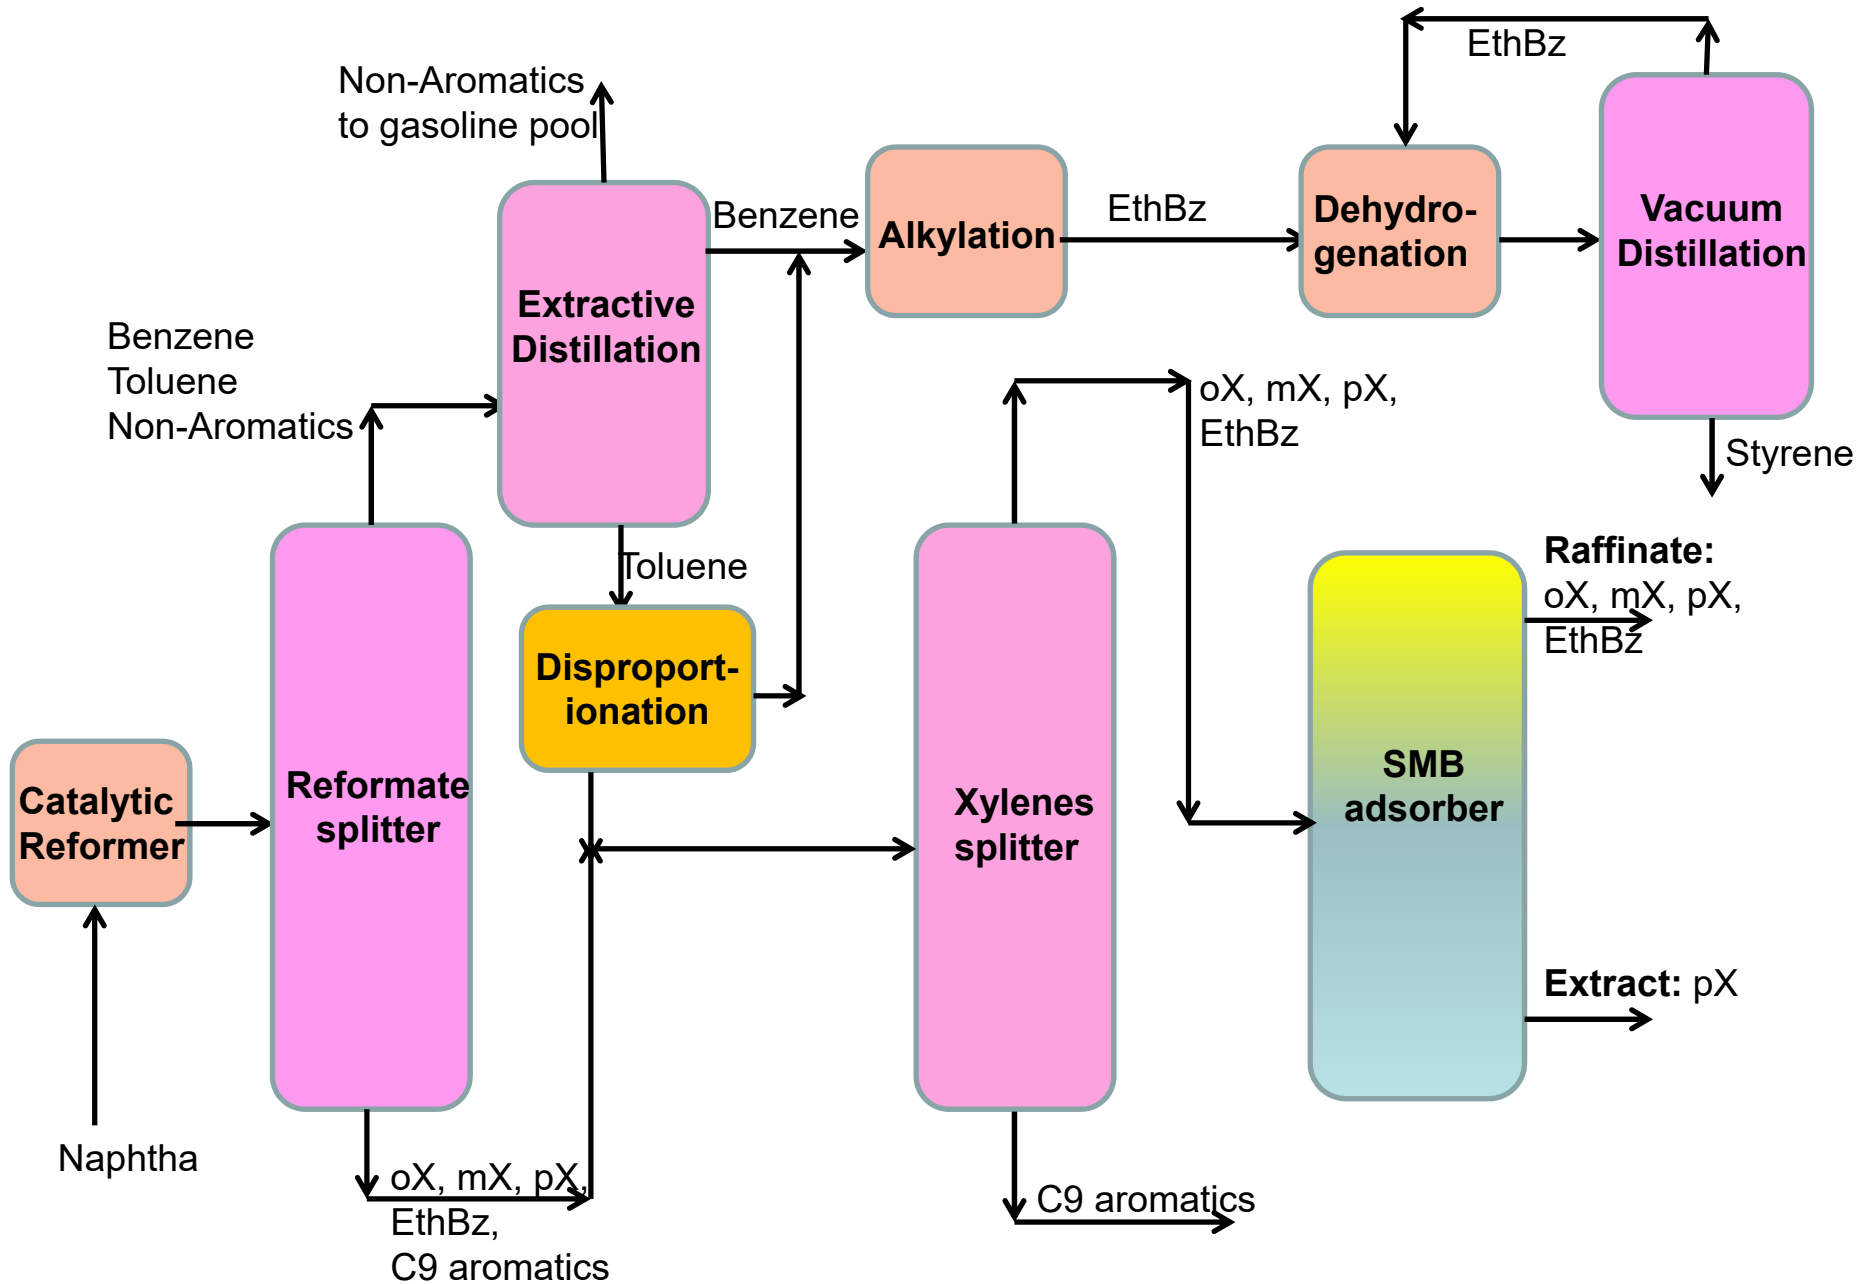 EthBz
Non-Aromatics
to gasoline pool
Benzene
Alkylation
EthBz
Dehydro-
genation
Vacuum
Distillation
Extractive
Distillation
Benzene
Toluene
Non-Aromatics
oX, mX, pX,
EthBz
Styrene
Toluene
Raffinate:
oX, mX, pX,
EthBz
Disproport-
ionation
Catalytic
Reformer
Reformate
splitter
Xylenes
splitter
SMB
adsorber
Extract: pX
Naphtha
oX, mX, pX,
EthBz,
C9 aromatics
C9 aromatics